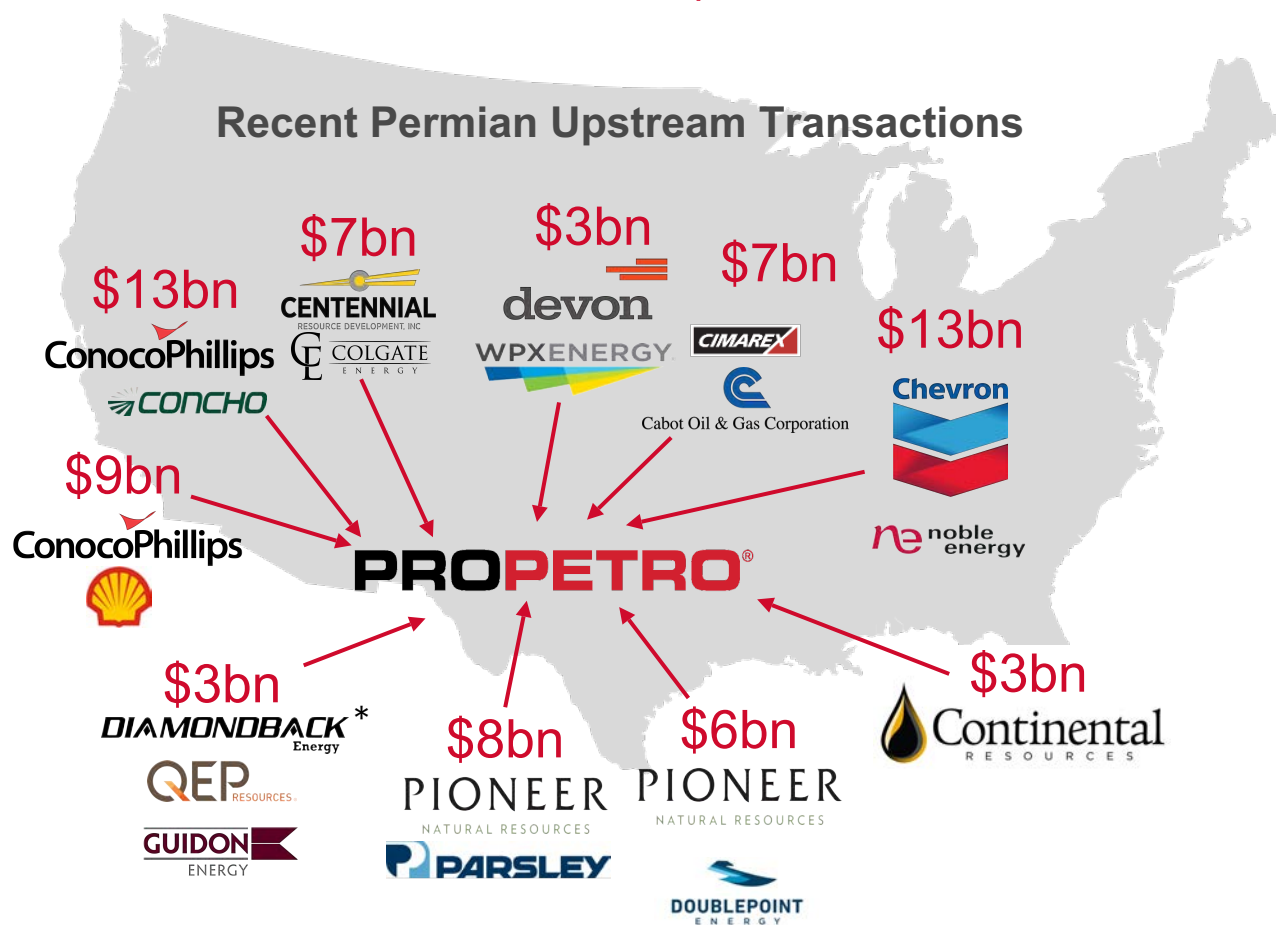 Recent Permian Upstream Transactions
$13bn
ConocoPhillips
CONCHO
$7bn
CENTENNIAL
RESOURCE DEVELOPMENT, INC
CE COLGATE
ENERGY
$3bn
devon
WPXENERGY
$7bn
CIMAREX
Cabot Oil & Gas Corporation
$13bn
Chevron
ne noble
energy
$9bn
ConocoPhillips
PROPETRO®
$3bn
DIAMONDBACK*
Energy
QEP RESOURCES
GUIDON
ENERGY
$8bn
PIONEER
NATURAL RESOURCES
PARSLEY
$6bn
PIONEER
NATURAL RESOURCES
DOUBLEPOINT
ENERGY
$3bn
Continental
RESOURCES